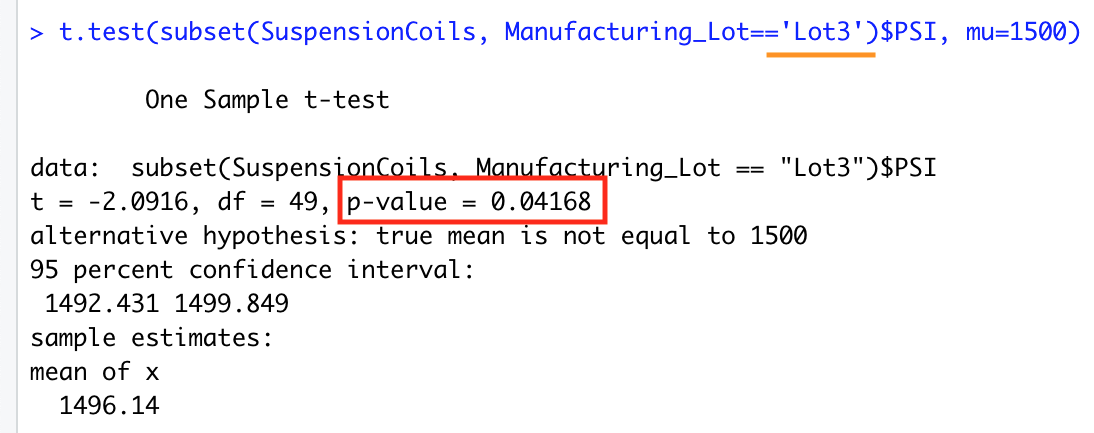 > t.test(subset(SuspensionCoils, Manufacturing_Lot=='Lot3')$PSI, mu=1500)
One Sample t-test
data:  subset(SuspensionCoils, Manufacturing_Lot == "Lot3")$PSI
t = -2.0916, df = 49, p-value = 0.04168
alternative hypothesis: true mean is not equal to 1500
95 percent confidence interval:
 1492.431 1499.849
sample estimates:
mean of x
  1496.14